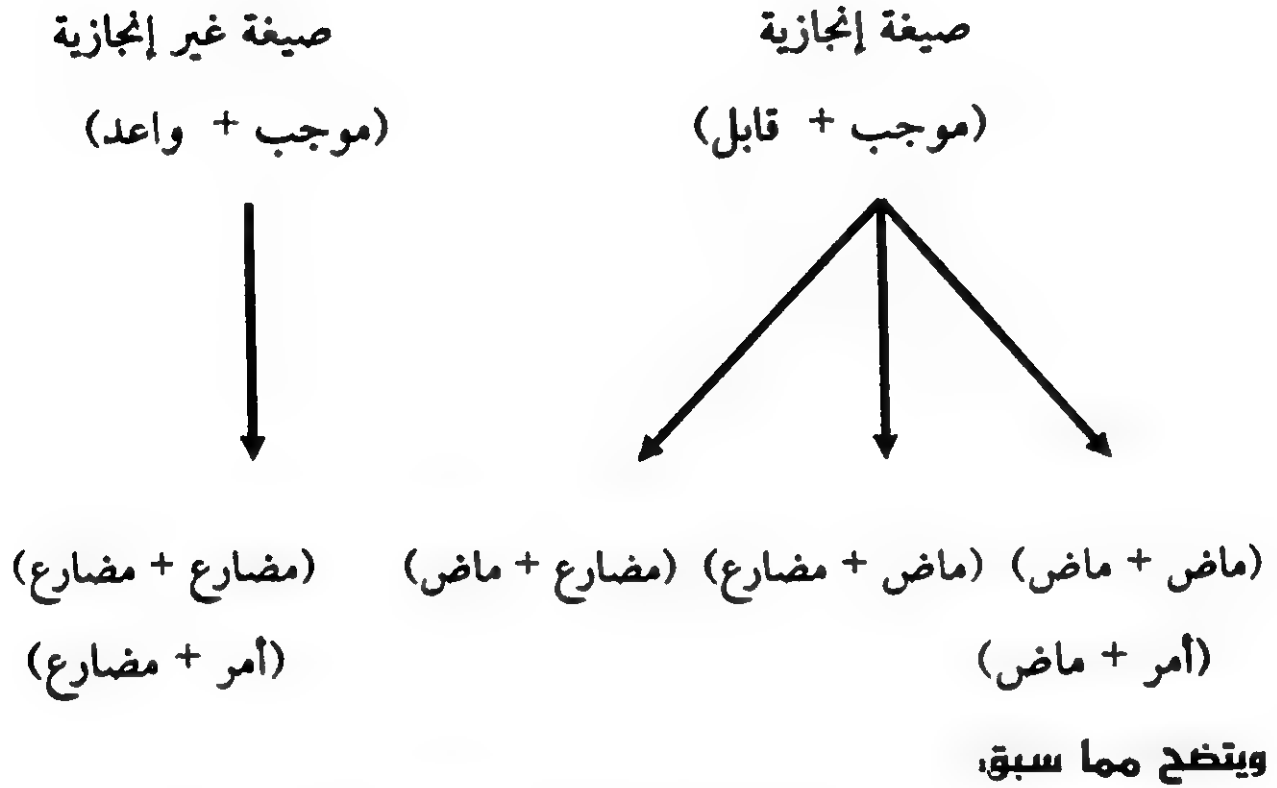 صيغة إنجازية صيغة غير إنجازية
(موجب + قابل) (موجب + واعد)
(ماض + ماض) (ماض + مضارع) (مضارع + ماض) (مضارع + مضارع)
(أمر + ماض) (أمر + مضارع)
ويتضح مما سبق: